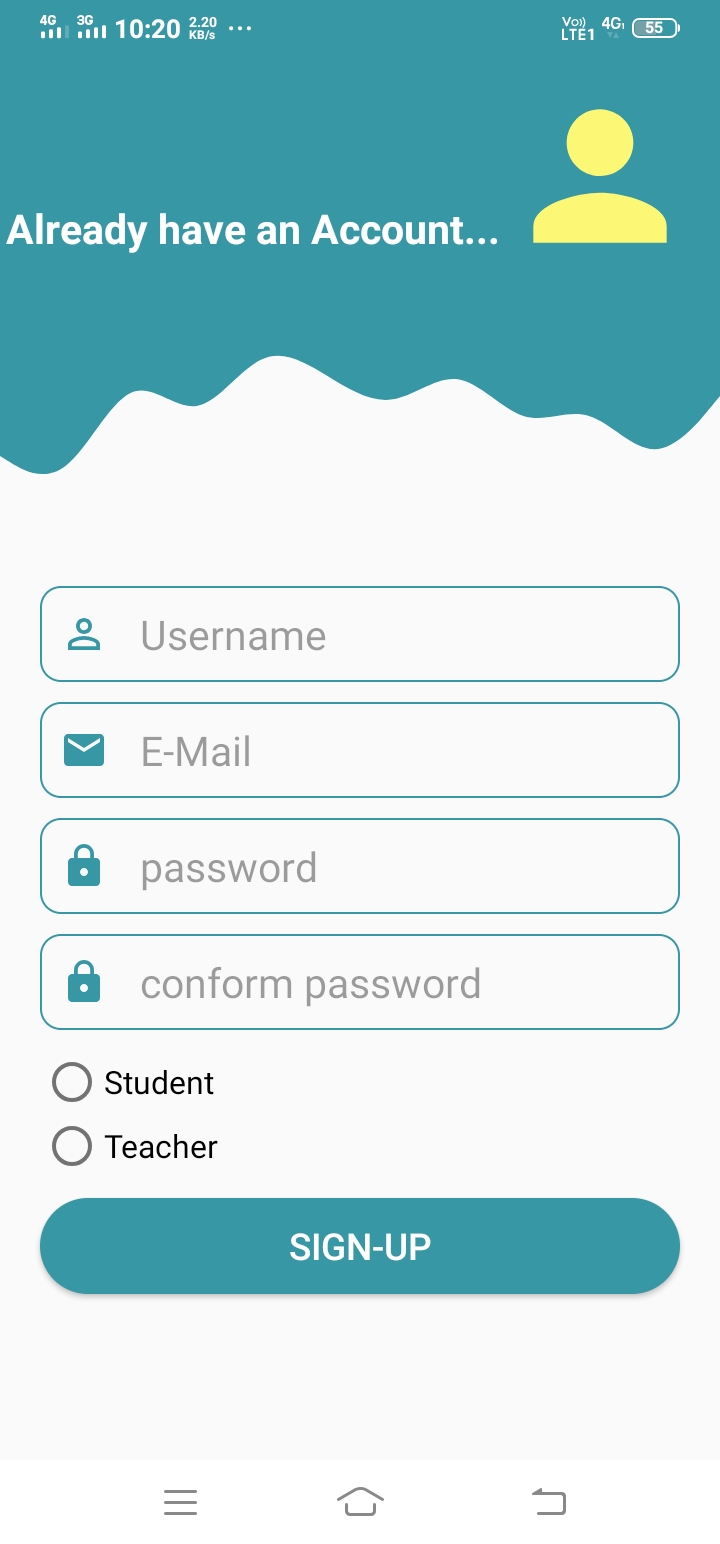 4G 3G 10:20 2.20 KB/s ... Vo)) LTE1 4G1 55
Already have an Account...
Username
E-Mail
password
conform password
Student
Teacher
SIGN-UP